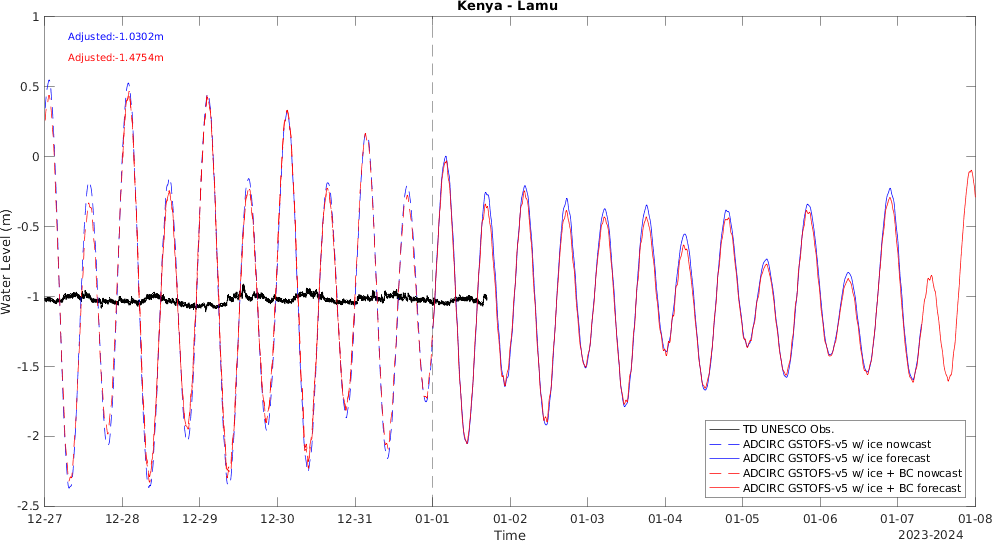 Kenya - Lamu
Adjusted:-1.0302m
Adjusted:-1.4754m
Water Level (m)
1
0.5
0
-0.5
-1
-1.5
-2
-2.5
TD UNESCO Obs.
ADCIRC GSTOFS-v5 w/ ice nowcast
ADCIRC GSTOFS-v5 w/ ice forecast
ADCIRC GSTOFS-v5 w/ ice + BC nowcast
ADCIRC GSTOFS-v5 w/ ice + BC forecast
12-27 12-28 12-29 12-30 12-31 01-01 01-02 01-03 01-04 01-05 01-06 01-07 01-08
Time
2023-2024